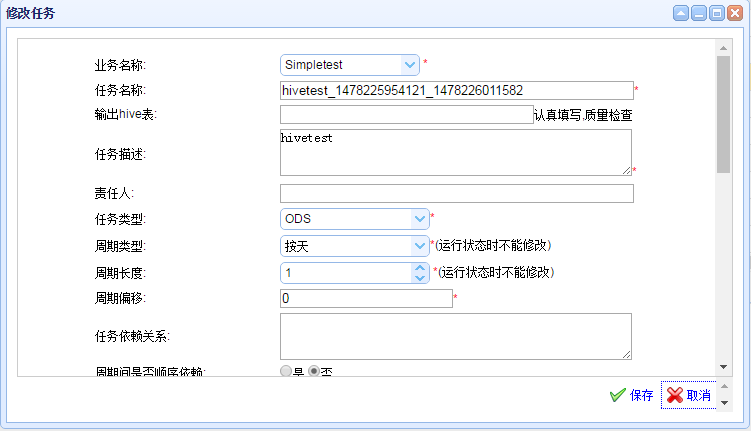 修改任务
业务名称: Simpletest *
任务名称: hivetest_1478225954121_1478226011582 *
输出hive表: 认真填写,质量检查
任务描述: hivetest *
责任人:
任务类型: ODS *
周期类型: 按天 *(运行状态时不能修改)
周期长度: 1 *(运行状态时不能修改)
周期偏移: 0 *
任务依赖关系:
周期间是否顺序依赖: 是 否
保存 取消